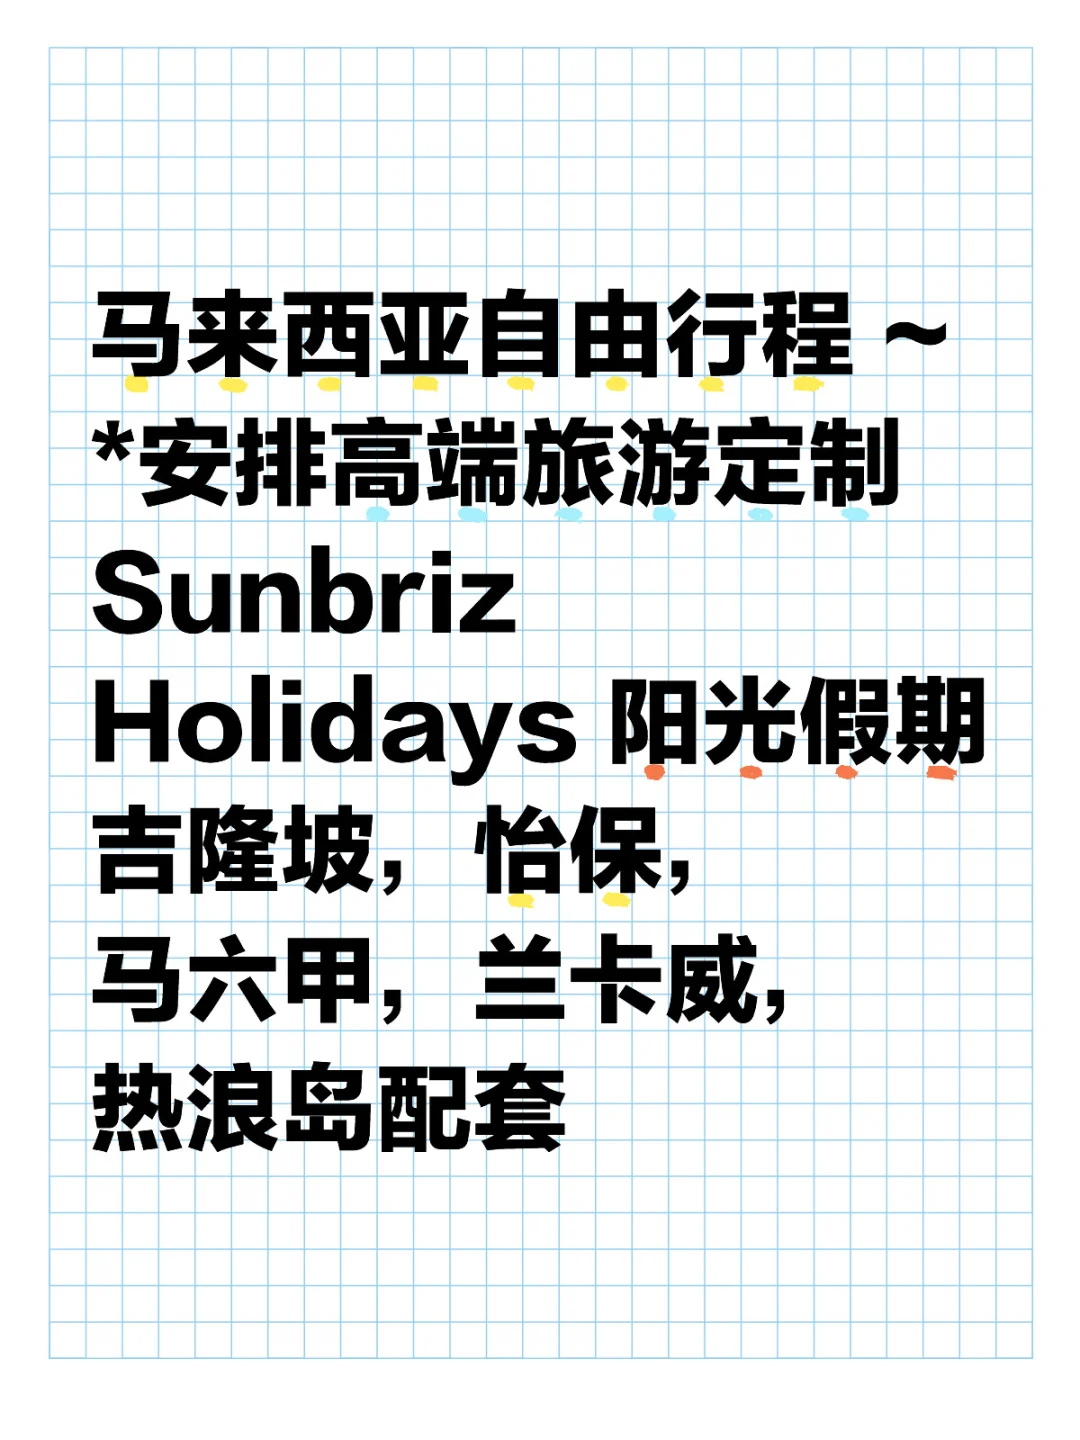 马来西亚自由行程 ~
*安排高端旅游定制
Sunbriz
Holidays 阳光假期
吉隆坡，怡保，
马六甲，兰卡威，
热浪岛配套